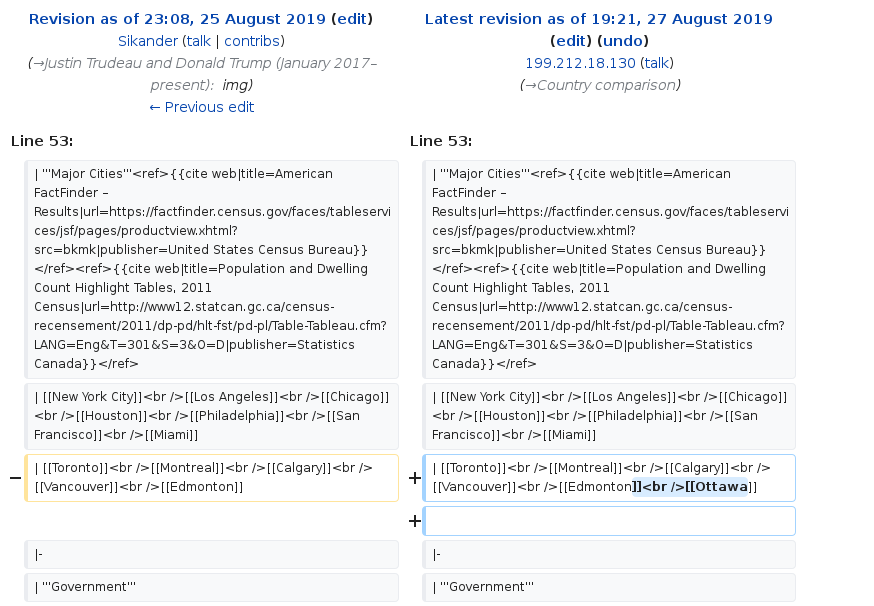 Revision as of 23:08, 25 August 2019 (edit)
Sikander (talk | contribs)
(→Justin Trudeau and Donald Trump (January 2017–
present): img)
← Previous edit
Latest revision as of 19:21, 27 August 2019
(edit) (undo)
199.212.18.130 (talk)
(→Country comparison)
Line 53:
Line 53:
| '''Major Cities'''<ref>{{cite web|title=American
FactFinder –
Results|url=https://factfinder.census.gov/faces/tableservi
ces/jsf/pages/productview.xhtml?
src=bkmk|publisher=United States Census Bureau}}
</ref><ref>{{cite web|title=Population and Dwelling
Count Highlight Tables, 2011
Census|url=http://www12.statcan.gc.ca/census-
recensement/2011/dp-pd/hlt-fst/pd-pl/Table-Tableau.cfm?
LANG=Eng&T=301&S=3&O=D|publisher=Statistics
Canada}}</ref>
| '''Major Cities'''<ref>{{cite web|title=American
FactFinder –
Results|url=https://factfinder.census.gov/faces/tableservi
ces/jsf/pages/productview.xhtml?
src=bkmk|publisher=United States Census Bureau}}
</ref><ref>{{cite web|title=Population and Dwelling
Count Highlight Tables, 2011
Census|url=http://www12.statcan.gc.ca/census-
recensement/2011/dp-pd/hlt-fst/pd-pl/Table-Tableau.cfm?
LANG=Eng&T=301&S=3&O=D|publisher=Statistics
Canada}}</ref>
| [[New York City]]<br />[[Los Angeles]]<br />[[Chicago]]
<br />[[Houston]]<br />[[Philadelphia]]<br />[[San
Francisco]]<br />[[Miami]]
| [[New York City]]<br />[[Los Angeles]]<br />[[Chicago]]
<br />[[Houston]]<br />[[Philadelphia]]<br />[[San
Francisco]]<br />[[Miami]]
− | [[Toronto]]<br />[[Montreal]]<br />[[Calgary]]<br />
[[Vancouver]]<br />[[Edmonton]]
+ | [[Toronto]]<br />[[Montreal]]<br />[[Calgary]]<br />
[[Vancouver]]<br />[[Edmonton]]<br />[[Ottawa]]
+
|-
|-
| '''Government'''
| '''Government'''